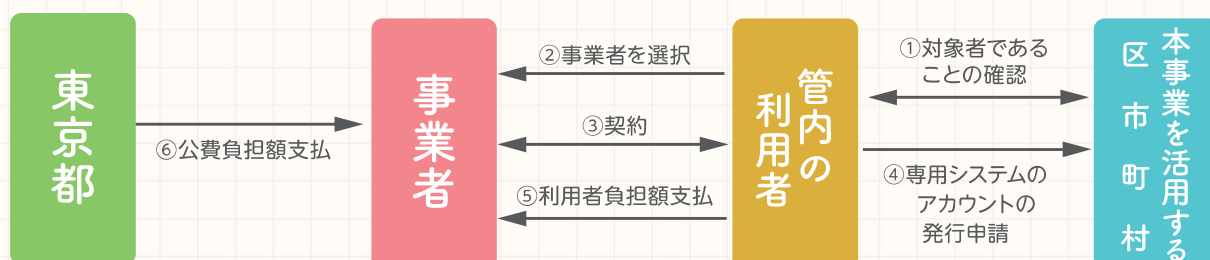 東京都
⑥公費負担額支払
事業者
②事業者を選択
③契約
⑤利用者負担額支払
管内の
利用者
①対象者である
ことの確認
④専用システムの
アカウントの
発行申請
本事業を活用する
区市町村